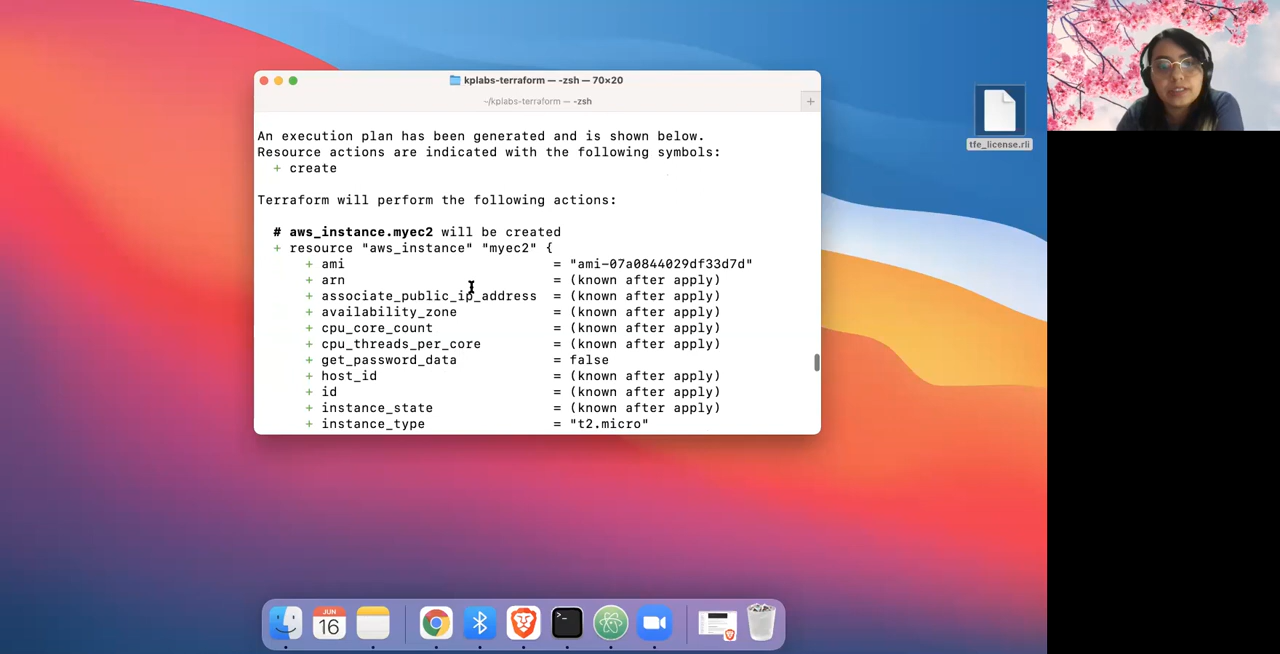 kplabs-terraform — -zsh — 70×20
~/kplabs-terraform — -zsh
+
An execution plan has been generated and is shown below.
Resource actions are indicated with the following symbols:
+ create
Terraform will perform the following actions:
# aws_instance.myec2 will be created
+ resource "aws_instance" "myec2" {
+ ami = "ami-07a0844029df33d7d"
+ arn = (known after apply)
+ associate_public_ip_address = (known after apply)
+ availability_zone = (known after apply)
+ cpu_core_count = (known after apply)
+ cpu_threads_per_core = (known after apply)
+ get_password_data = false
+ host_id = (known after apply)
+ id = (known after apply)
+ instance_state = (known after apply)
+ instance_type = "t2.micro"
tfe_license.rli
JUN
16
>_